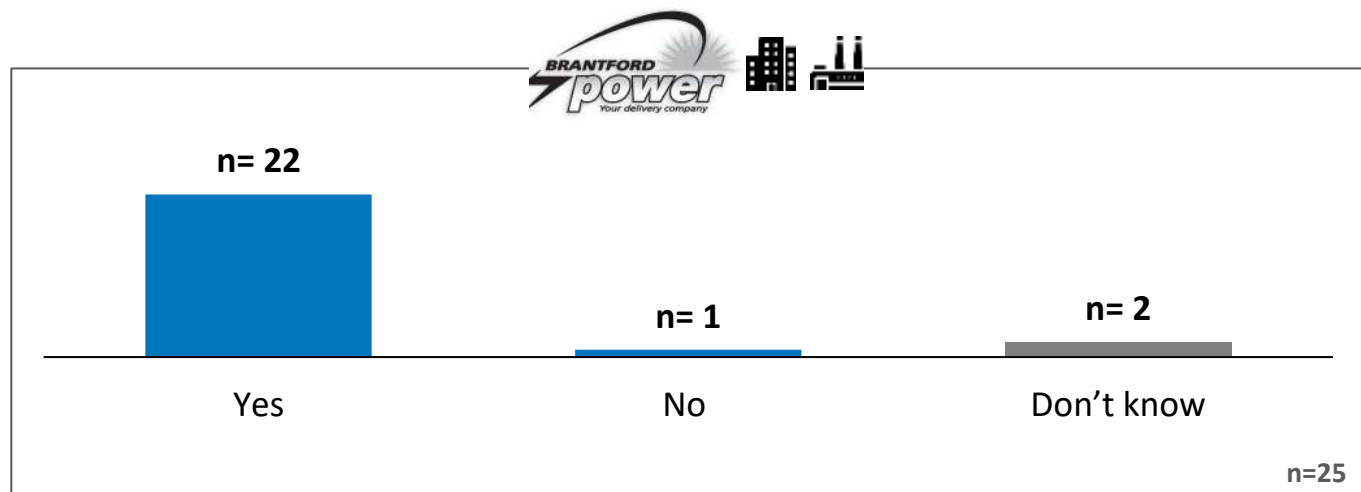 BRANTFORD
power
Your delivery company
n= 22
n= 1
n= 2
Yes
No
Don’t know
n=25